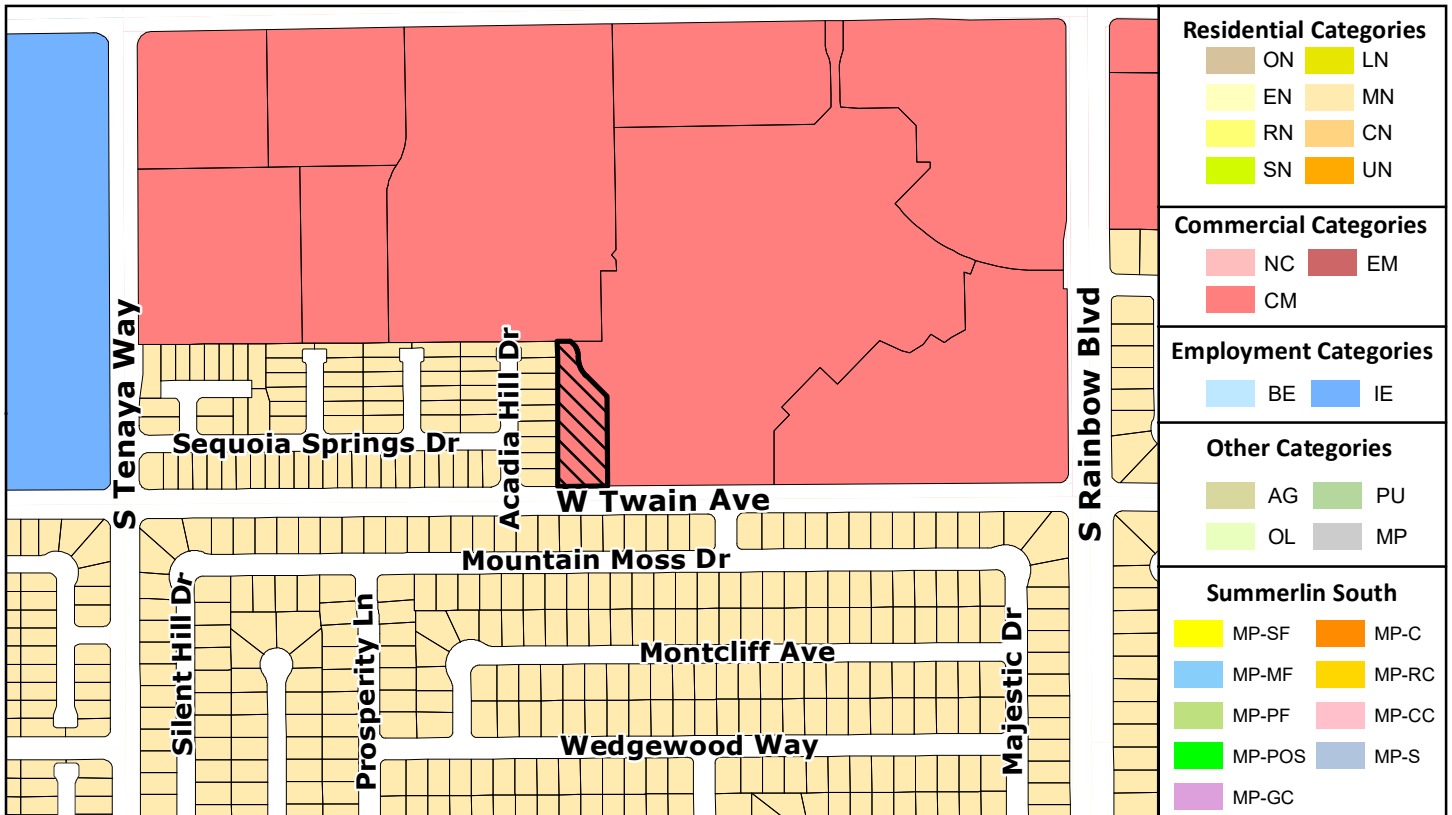 S Tenaya Way
Acadia Hill Dr
Sequoia Springs Dr
W Twain Ave
S Rainbow Blvd
Mountain Moss Dr
Silent Hill Dr
Prosperity Ln
Montcliff Ave
Majestic Dr
Wedgewood Way
Residential Categories
ON LN
EN MN
RN CN
SN UN
Commercial Categories
NC EM
CM
Employment Categories
BE IE
Other Categories
AG PU
OL MP
Summerlin South
MP-SF MP-C
MP-MF MP-RC
MP-PF MP-CC
MP-POS MP-S
MP-GC